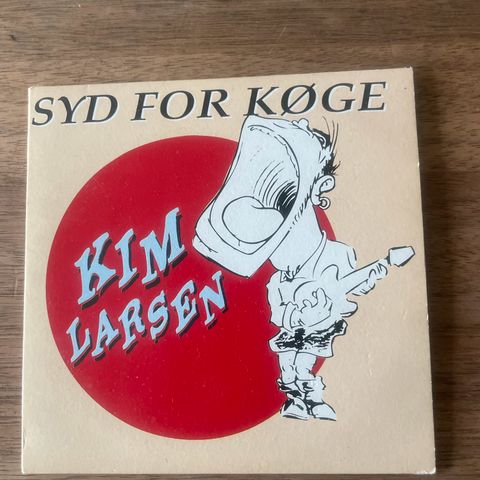 SYD FOR KØGE
KIM
LARSEN